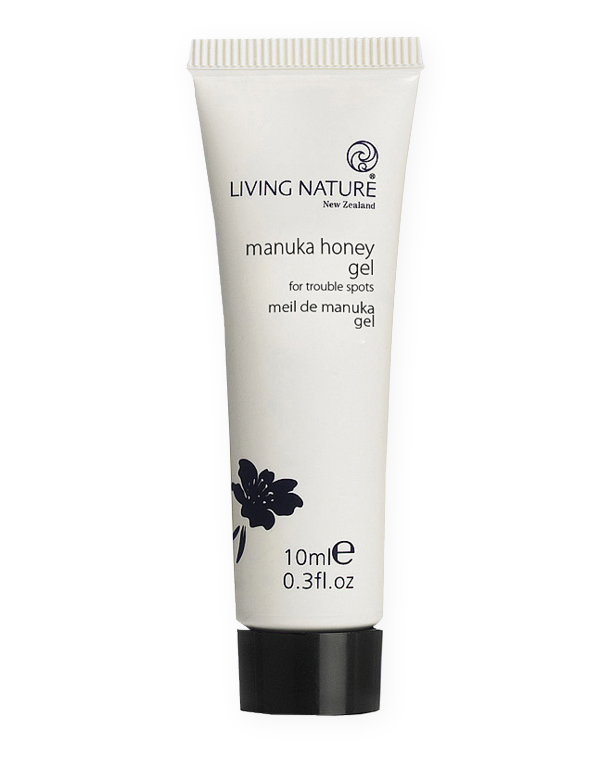 LIVING NATURE®
New Zealand
manuka honey
gel
for trouble spots
meil de manuka
gel
10ml℮
0.3fl.oz